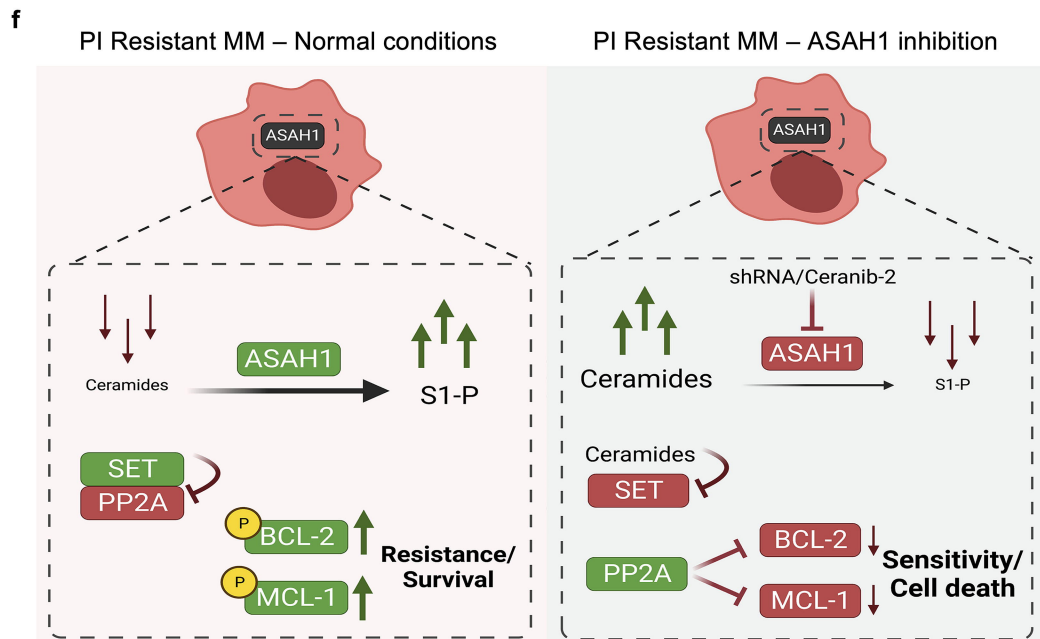 f
PI Resistant MM – Normal conditions
ASAH1
Ceramides
ASAH1
S1-P
SET
PP2A
P
BCL-2
P
MCL-1
Resistance/
Survival
PI Resistant MM – ASAH1 inhibition
ASAH1
shRNA/Ceranib-2
Ceramides
ASAH1
S1-P
Ceramides
SET
PP2A
BCL-2
MCL-1
Sensitivity/
Cell death